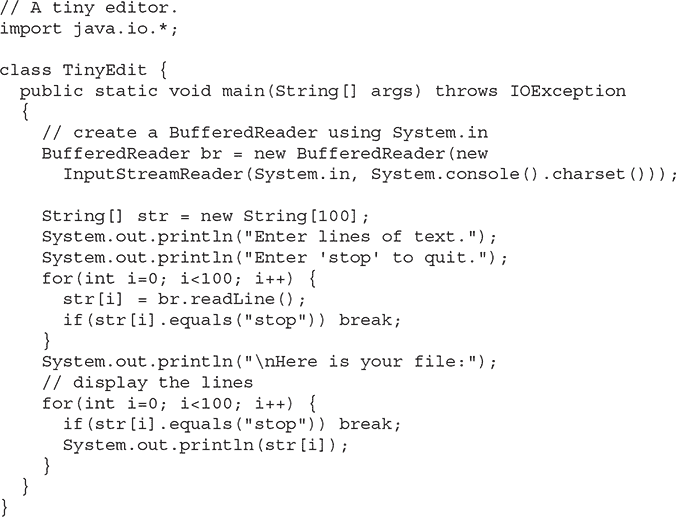 // A tiny editor.
import java.io.*;

class TinyEdit {
  public static void main(String[] args) throws IOException
  {
    // create a BufferedReader using System.in
    BufferedReader br = new BufferedReader(new
      InputStreamReader(System.in, System.console().charset()));

    String[] str = new String[100];
    System.out.println("Enter lines of text.");
    System.out.println("Enter 'stop' to quit.");
    for(int i=0; i<100; i++) {
      str[i] = br.readLine();
      if(str[i].equals("stop")) break;
    }
    System.out.println("\nHere is your file:");
    // display the lines
    for(int i=0; i<100; i++) {
      if(str[i].equals("stop")) break;
      System.out.println(str[i]);
    }
  }
}